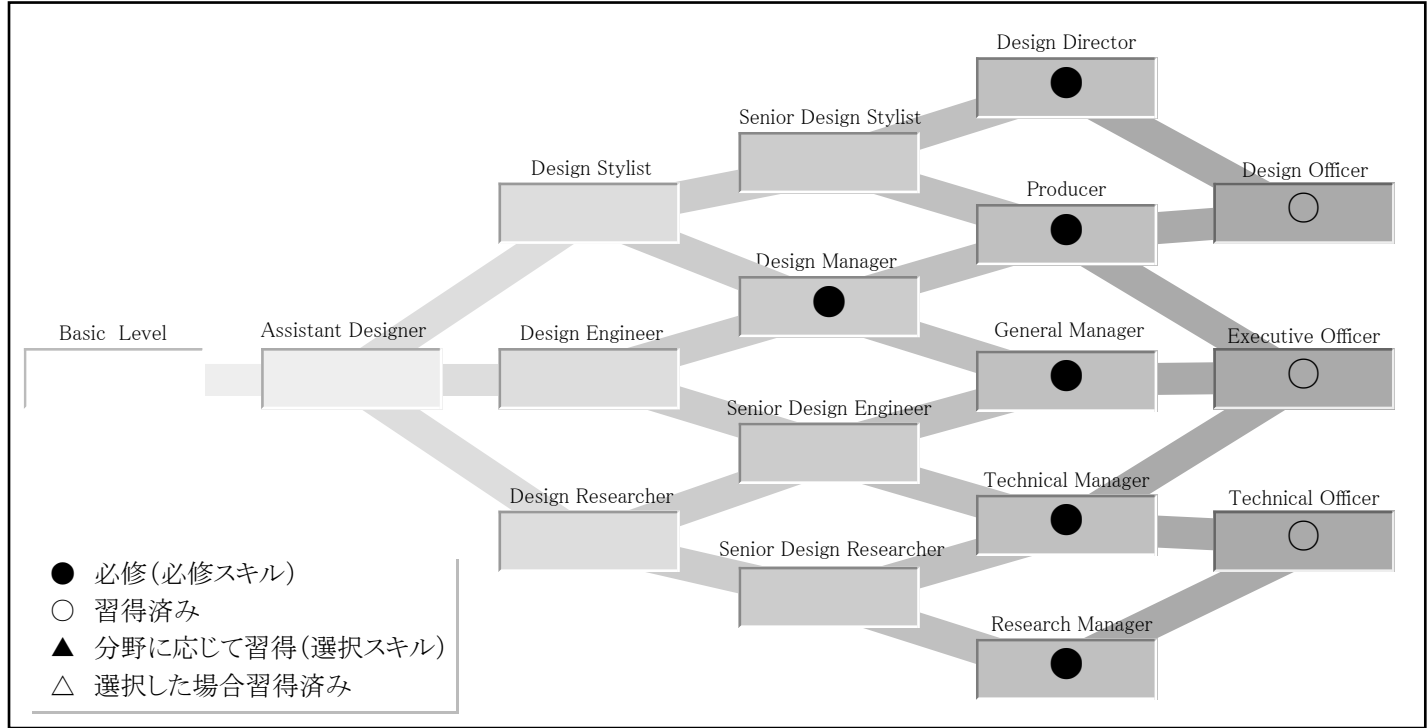 Design Director
Senior Design Stylist
Design Stylist
Design Officer
Producer
Design Manager
Basic Level
Assistant Designer
Design Engineer
General Manager
Executive Officer
Senior Design Engineer
Technical Manager
Design Researcher
Technical Officer
Senior Design Researcher
Research Manager
● 必修(必修スキル)
○ 習得済み
▲ 分野に応じて習得(選択スキル)
△ 選択した場合習得済み